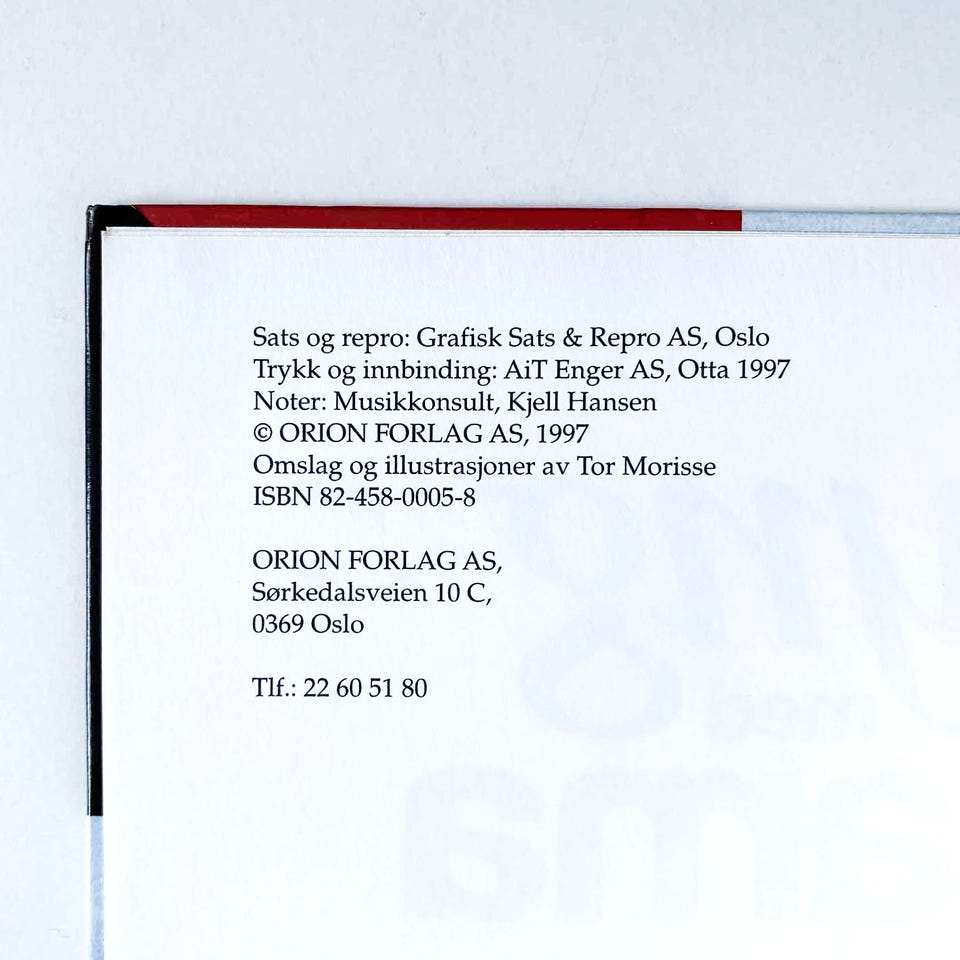 Sats og repro: Grafisk Sats & Repro AS, Oslo
Trykk og innbinding: AiT Enger AS, Otta 1997
Noter: Musikkonsult, Kjell Hansen
© ORION FORLAG AS, 1997
Omslag og illustrasjoner av Tor Morisse
ISBN 82-458-0005-8
ORION FORLAG AS,
Sørkedalsveien 10 C,
0369 Oslo
Tlf.: 22 60 51 80
med